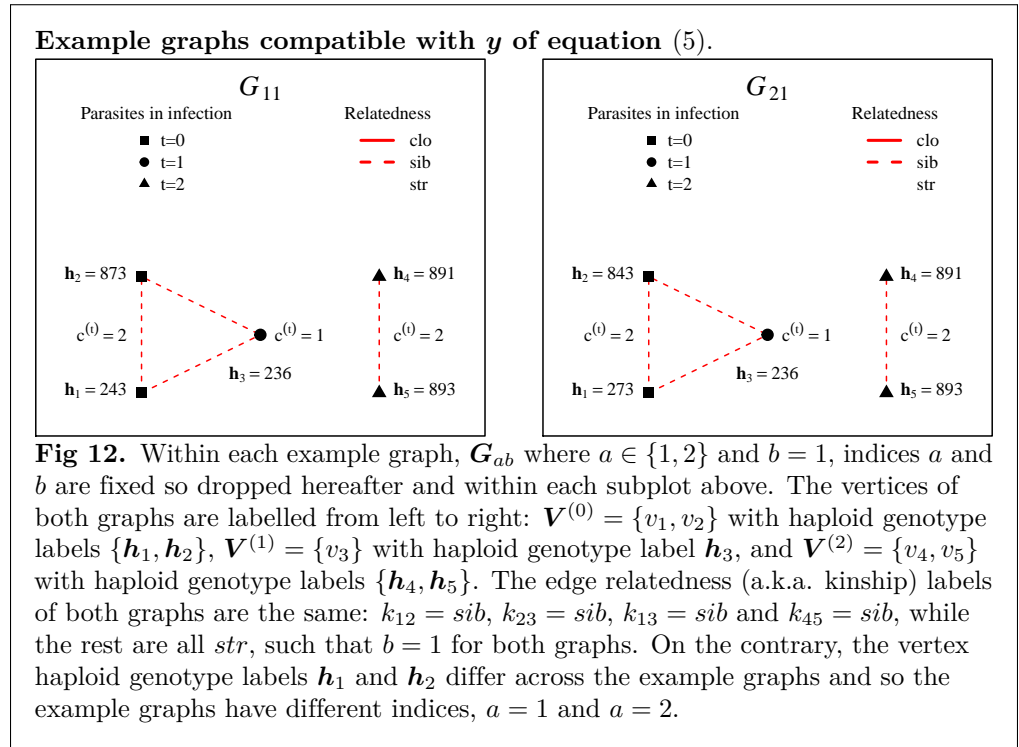 Example graphs compatible with y of equation (5).
G₁₁
Parasites in infection
t=0
t=1
t=2
Relatedness
clo
sib
str
h₂ = 873
c⁽ᵗ⁾ = 2
h₁ = 243
c⁽ᵗ⁾ = 1
h₃ = 236
h₄ = 891
c⁽ᵗ⁾ = 2
h₅ = 893
G₂₁
Parasites in infection
t=0
t=1
t=2
Relatedness
clo
sib
str
h₂ = 843
c⁽ᵗ⁾ = 2
h₁ = 273
c⁽ᵗ⁾ = 1
h₃ = 236
h₄ = 891
c⁽ᵗ⁾ = 2
h₅ = 893
Fig 12. Within each example graph, G_ab where a ∈ {1, 2} and b = 1, indices a and
b are fixed so dropped hereafter and within each subplot above. The vertices of
both graphs are labelled from left to right: V⁽⁰⁾ = {v₁, v₂} with haploid genotype
labels {h₁, h₂}, V⁽¹⁾ = {v₃} with haploid genotype label h₃, and V⁽²⁾ = {v₄, v₅}
with haploid genotype labels {h₄, h₅}. The edge relatedness (a.k.a. kinship) labels
of both graphs are the same: k₁₂ = sib, k₂₃ = sib, k₁₃ = sib and k₄₅ = sib, while
the rest are all str, such that b = 1 for both graphs. On the contrary, the vertex
haploid genotype labels h₁ and h₂ differ across the example graphs and so the
example graphs have different indices, a = 1 and a = 2.